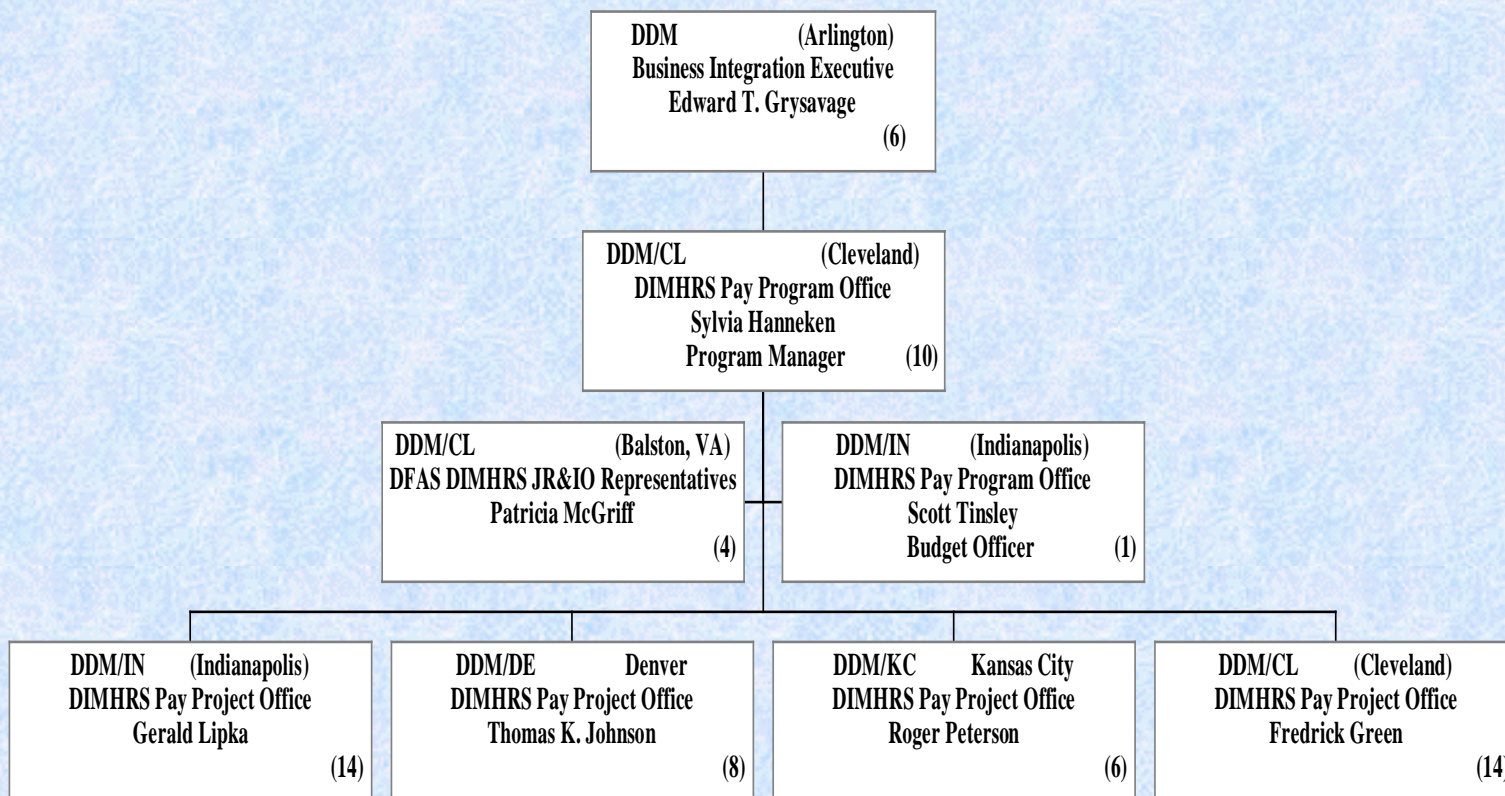 DDM (Arlington)
Business Integration Executive
Edward T. Grysavage
(6)
DDM/CL (Cleveland)
DIMHRS Pay Program Office
Sylvia Hanneken
Program Manager (10)
DDM/CL (Balston, VA)
DFAS DIMHRS JR&IO Representatives
Patricia McGriff
(4)
DDM/IN (Indianapolis)
DIMHRS Pay Program Office
Scott Tinsley
Budget Officer (1)
DDM/IN (Indianapolis)
DIMHRS Pay Project Office
Gerald Lipka
(14)
DDM/DE Denver
DIMHRS Pay Project Office
Thomas K. Johnson
(8)
DDM/KC Kansas City
DIMHRS Pay Project Office
Roger Peterson
(6)
DDM/CL (Cleveland)
DIMHRS Pay Project Office
Fredrick Green
(14)